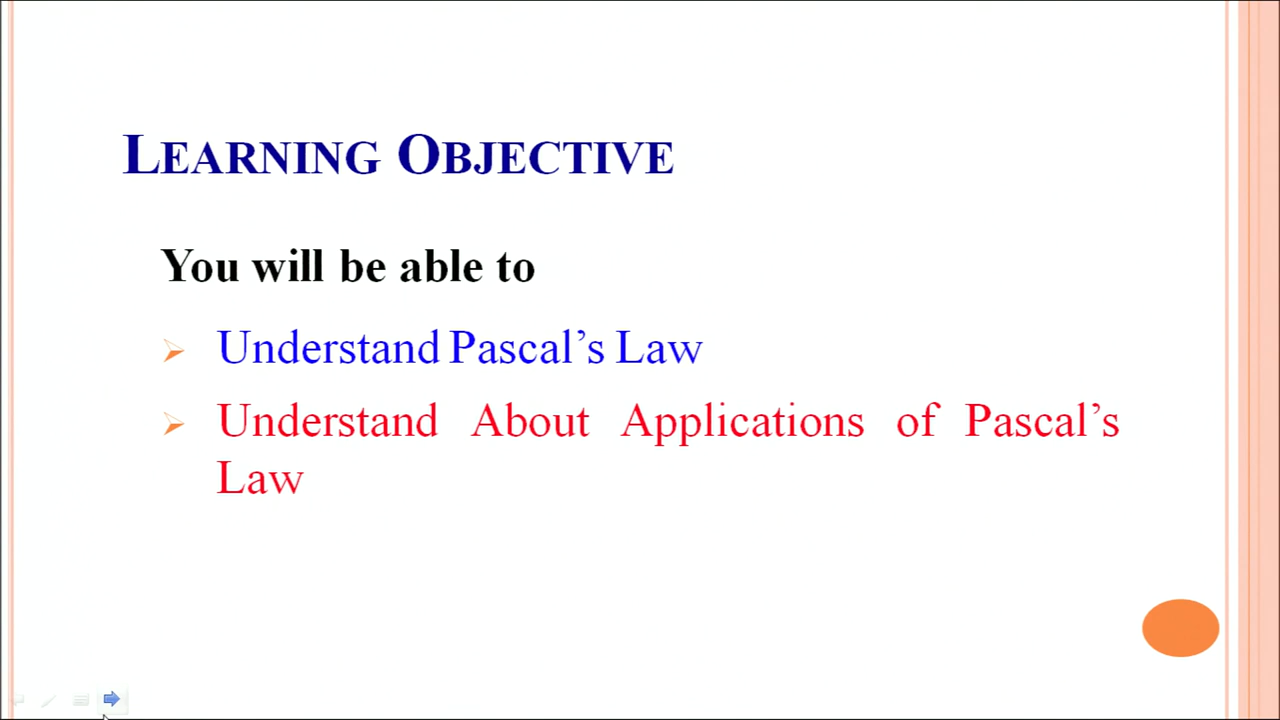 LEARNING OBJECTIVE
You will be able to
Understand Pascal’s Law
Understand About Applications of Pascal’s
Law